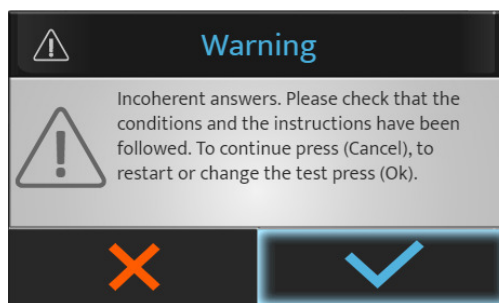 Warning
Incoherent answers. Please check that the
conditions and the instructions have been
followed. To continue press (Cancel), to
restart or change the test press (Ok).